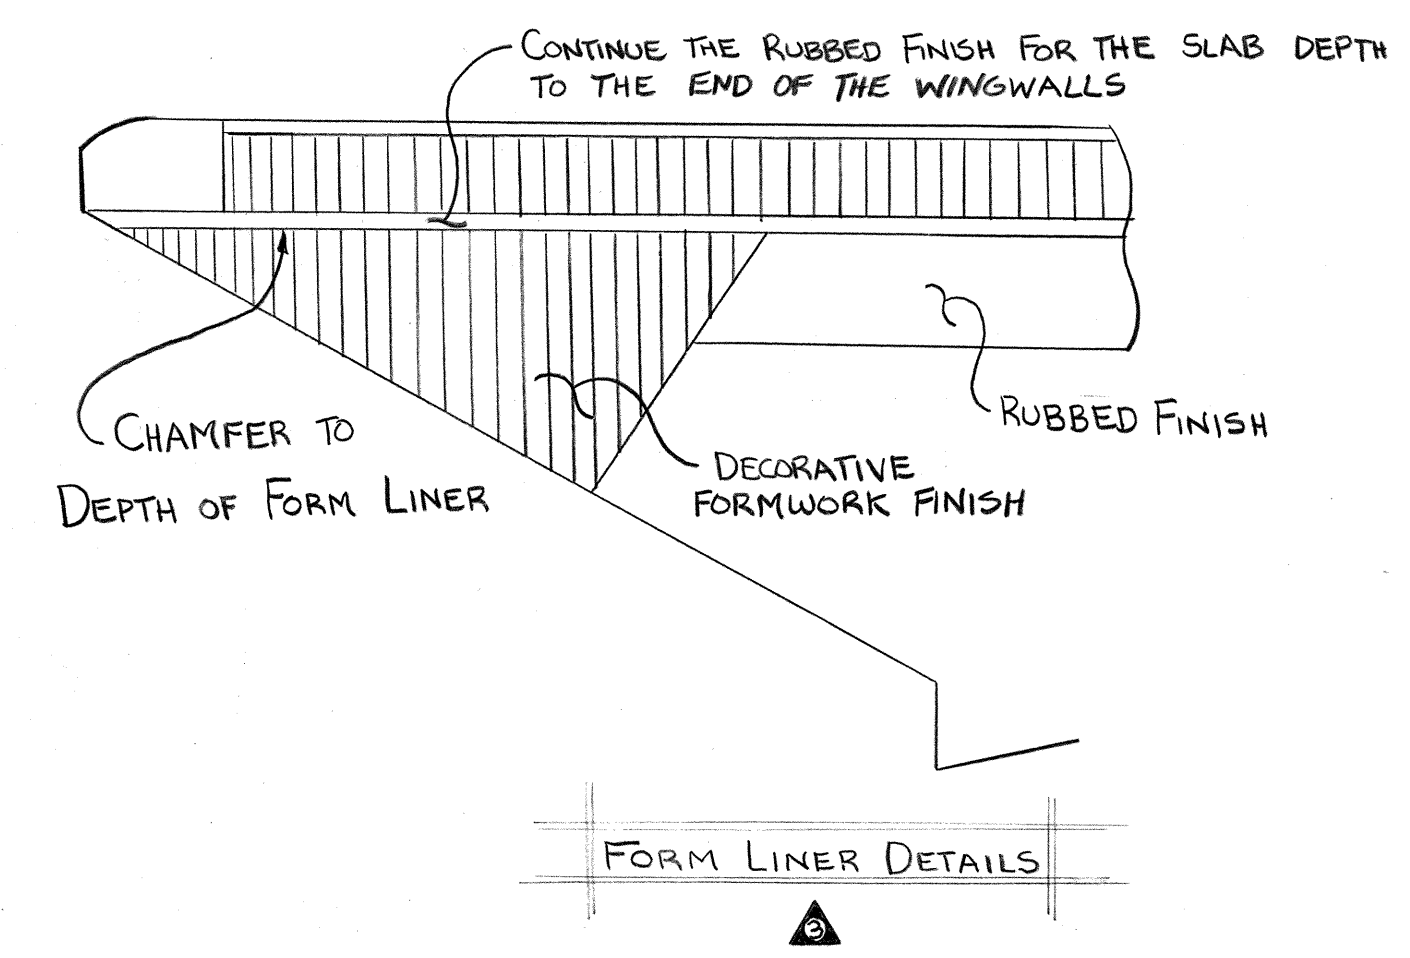 CONTINUE THE RUBBED FINISH FOR THE SLAB DEPTH
TO THE END OF THE WINGWALLS
CHAMFER TO
DEPTH OF FORM LINER
RUBBED FINISH
DECORATIVE
FORMWORK FINISH
FORM LINER DETAILS
3